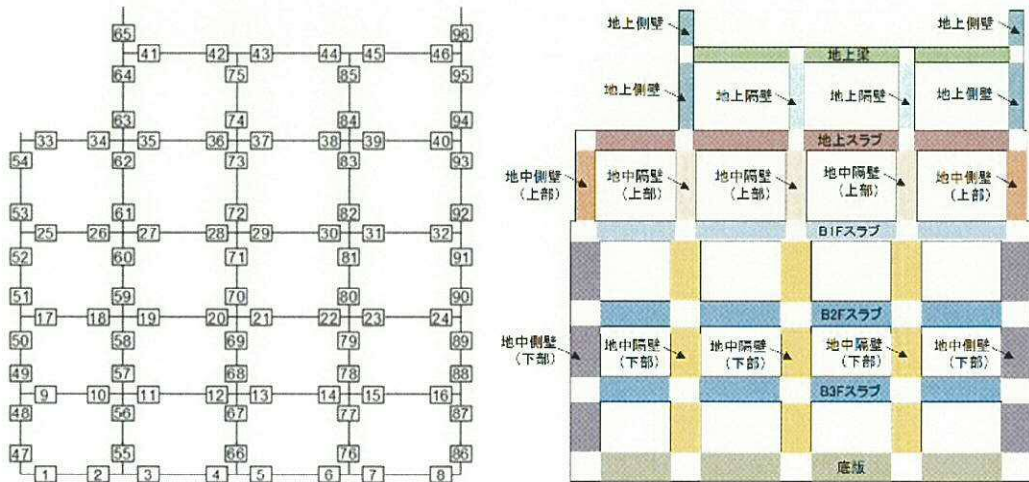 65 96
41 42 43 44 45 46
64 75 85 95
63 74 84 94
33 34 35 36 37 38 39 40
54 62 73 83 93
53 61 72 82 92
25 26 27 28 29 30 31 32
52 60 71 81 91
51 59 70 80 90
17 18 19 20 21 22 23 24
50 58 69 79 89
49 57 68 78 88
9 10 11 12 13 14 15 16
48 56 67 77 87
47 55 66 76 86
1 2 3 4 5 6 7 8
地上側壁 地上側壁
地上梁
地上側壁 地上隔壁 地上隔壁 地上側壁
地上スラブ
地中側壁
(上部)
地中隔壁
(上部)
地中隔壁
(上部)
地中隔壁
(上部)
地中側壁
(上部)
B1Fスラブ
B2Fスラブ
地中側壁
(下部)
地中隔壁
(下部)
地中隔壁
(下部)
地中隔壁
(下部)
地中側壁
(下部)
B3Fスラブ
底版